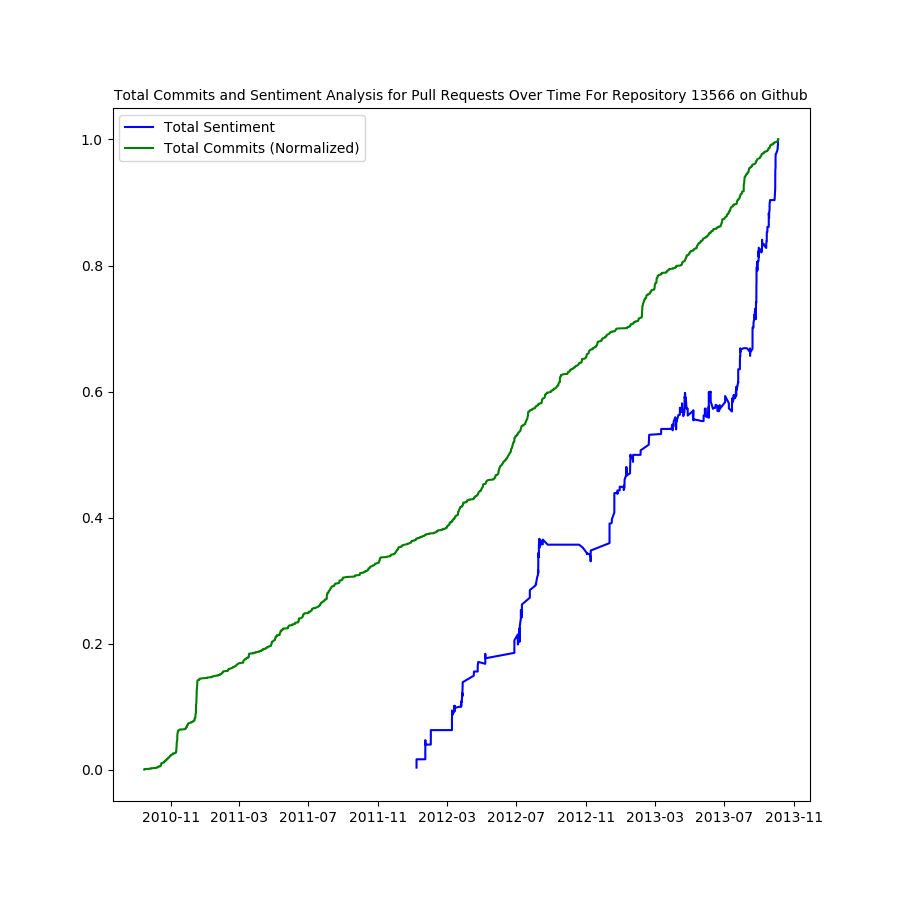 Total Commits and Sentiment Analysis for Pull Requests Over Time For Repository 13566 on Github
Total Sentiment
Total Commits (Normalized)
1.0
0.8
0.6
0.4
0.2
0.0
2010-11 2011-03 2011-07 2011-11 2012-03 2012-07 2012-11 2013-03 2013-07 2013-11